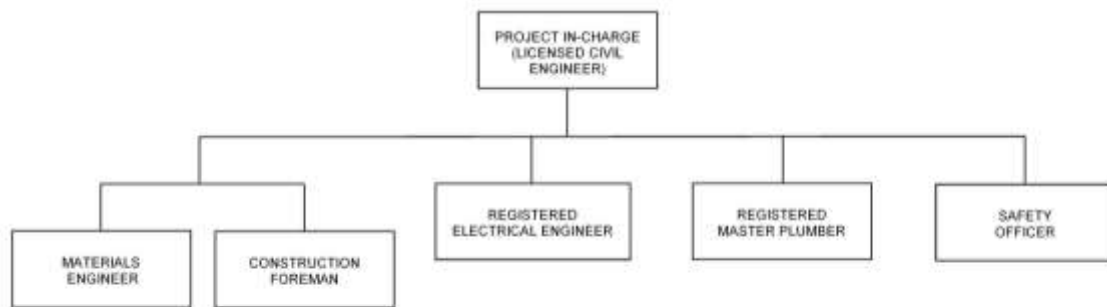 PROJECT IN-CHARGE
(LICENSED CIVIL
ENGINEER)
REGISTERED
ELECTRICAL ENGINEER
REGISTERED
MASTER PLUMBER
SAFETY
OFFICER
MATERIALS
ENGINEER
CONSTRUCTION
FOREMAN